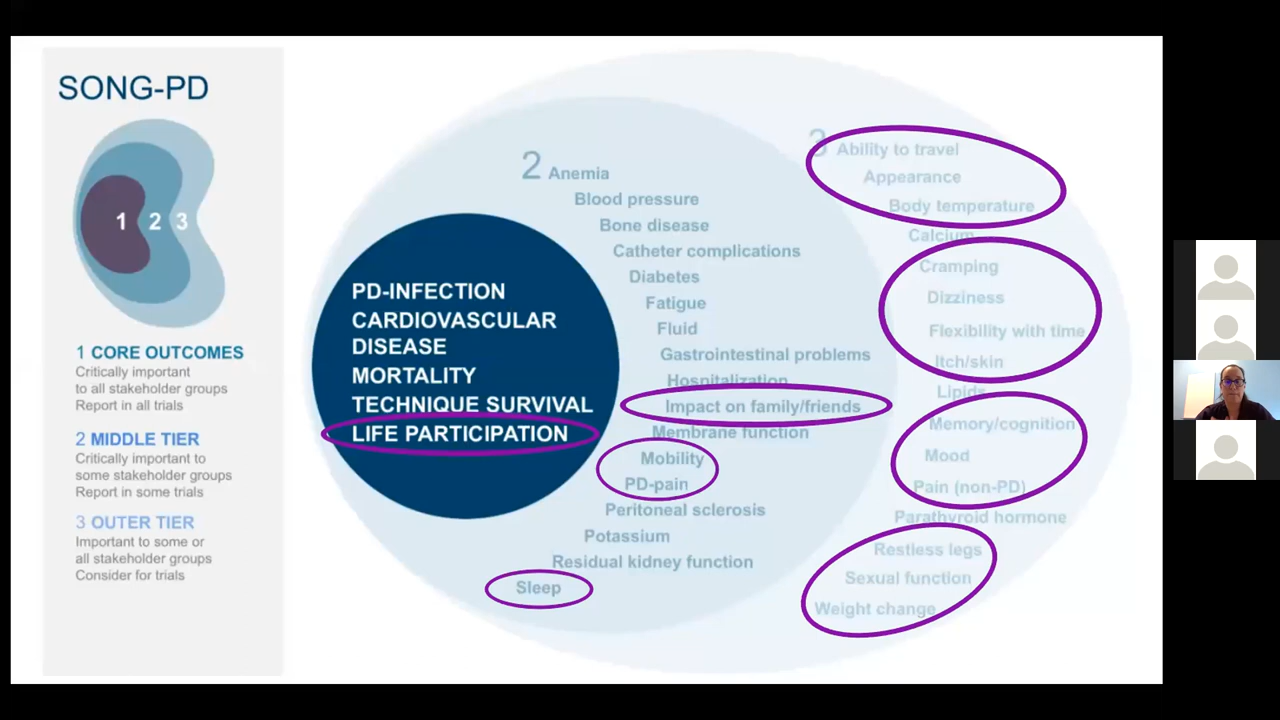 SONG-PD
1 2 3
1 CORE OUTCOMES
Critically important
to all stakeholder groups
Report in all trials
2 MIDDLE TIER
Critically important to
some stakeholder groups
Report in some trials
3 OUTER TIER
Important to some or
all stakeholder groups
Consider for trials
PD-INFECTION
CARDIOVASCULAR
DISEASE
MORTALITY
TECHNIQUE SURVIVAL
LIFE PARTICIPATION
2 Anemia
Blood pressure
Bone disease
Catheter complications
Diabetes
Fatigue
Fluid
Gastrointestinal problems
Hospitalization
Impact on family/friends
Membrane function
Mobility
PD-pain
Peritoneal sclerosis
Potassium
Residual kidney function
Sleep
3 Ability to travel
Appearance
Body temperature
Calcium
Cramping
Dizziness
Flexibility with time
Itch/skin
Lipids
Memory/cognition
Mood
Pain (non-PD)
Parathyroid hormone
Restless legs
Sexual function
Weight change